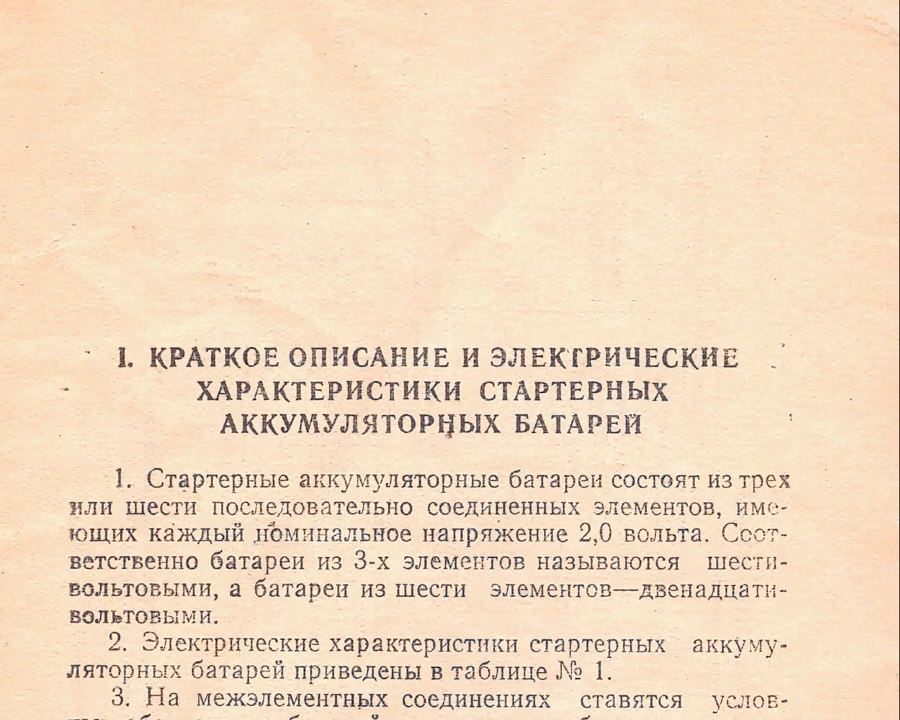 I. КРАТКОЕ ОПИСАНИЕ И ЭЛЕКТРИЧЕСКИЕ
ХАРАКТЕРИСТИКИ СТАРТЕРНЫХ
АККУМУЛЯТОРНЫХ БАТАРЕЙ
1. Стартерные аккумуляторные батареи состоят из трех
или шести последовательно соединенных элементов, име-
ющих каждый номинальное напряжение 2,0 вольта. Соот-
ветственно батареи из 3-х элементов называются шести-
вольтовыми, а батареи из шести элементов—двенадцати-
вольтовыми.
2. Электрические характеристики стартерных аккуму-
ляторных батарей приведены в таблице № 1.
3. На межэлементных соединениях ставятся услов-